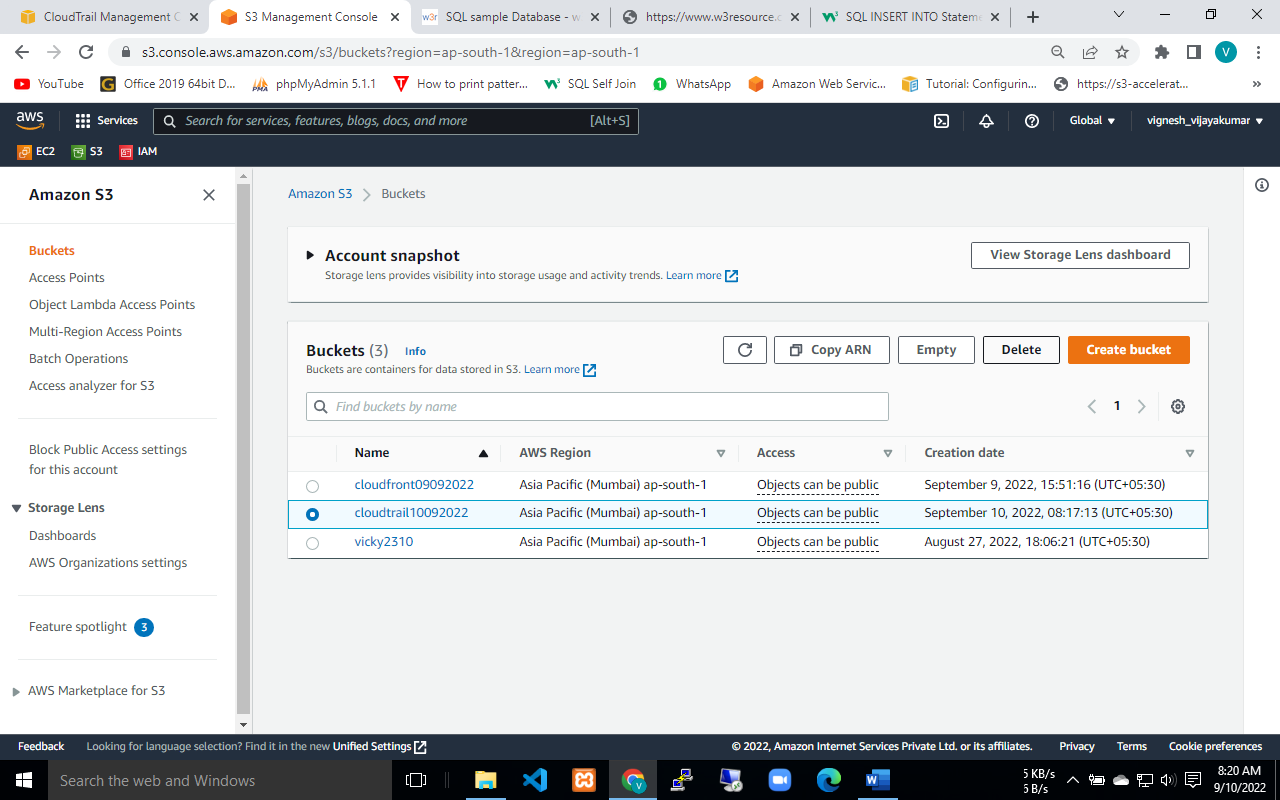 CloudTrail Management C
S3 Management Console
w3r
SQL sample Database - w
https://www.w3resource.c
SQL INSERT INTO Stateme
s3.console.aws.amazon.com/s3/buckets?region=ap-south-1&region=ap-south-1
V
YouTube
G
Office 2019 64bit D...
PMA
phpMyAdmin 5.1.1
How to print patter...
SQL Self Join
1
WhatsApp
Amazon Web Servic...
Tutorial: Configurin...
https://s3-accelerat...
aws
Services
Search for services, features, blogs, docs, and more
[Alt+S]
Global
vignesh_vijayakumar
EC2
S3
IAM
Amazon S3
Buckets
Access Points
Object Lambda Access Points
Multi-Region Access Points
Batch Operations
Access analyzer for S3
Block Public Access settings
for this account
Storage Lens
Dashboards
AWS Organizations settings
Feature spotlight 3
AWS Marketplace for S3
Amazon S3 > Buckets
Account snapshot
Storage lens provides visibility into storage usage and activity trends. Learn more
View Storage Lens dashboard
Buckets (3) Info
Buckets are containers for data stored in S3. Learn more
Copy ARN
Empty
Delete
Create bucket
Find buckets by name
1
Name AWS Region Access Creation date
cloudfront09092022 Asia Pacific (Mumbai) ap-south-1 Objects can be public September 9, 2022, 15:51:16 (UTC+05:30)
cloudtrail10092022 Asia Pacific (Mumbai) ap-south-1 Objects can be public September 10, 2022, 08:17:13 (UTC+05:30)
vicky2310 Asia Pacific (Mumbai) ap-south-1 Objects can be public August 27, 2022, 18:06:21 (UTC+05:30)
Feedback
Looking for language selection? Find it in the new Unified Settings
© 2022, Amazon Internet Services Private Ltd. or its affiliates.
Privacy
Terms
Cookie preferences
Search the web and Windows
5 KB/s
6 B/s
8:20 AM
9/10/2022